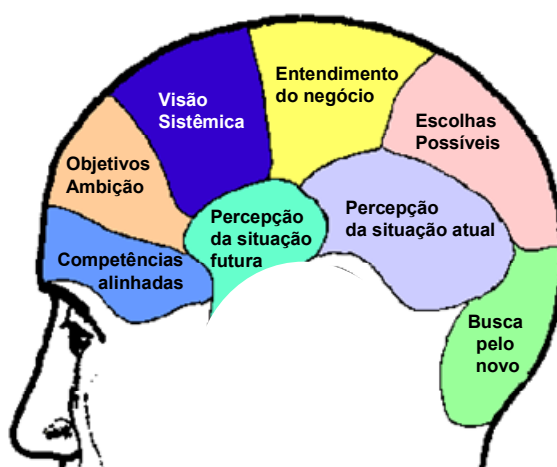 Visão
Sistêmica
Entendimento
do negócio
Escolhas
Possíveis
Objetivos
Ambição
Percepção
da situação
futura
Percepção
da situação atual
Competências
alinhadas
Busca
pelo
novo